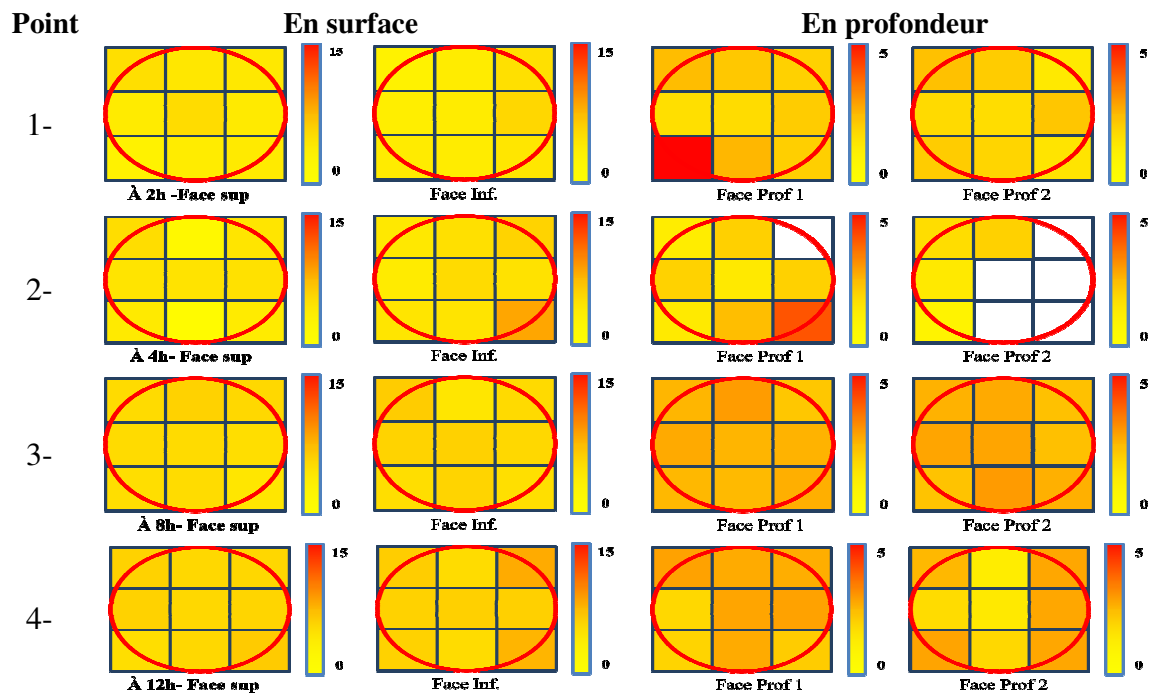 Point En surface En profondeur
15 15 5 5
1-
0 0 0 0
À 2h -Face sup Face Inf. Face Prof 1 Face Prof 2
15 15 5 5
2-
0 0 0 0
À 4h- Face sup Face Inf. Face Prof 1 Face Prof 2
15 15 5 5
3-
0 0 0 0
À 8h- Face sup Face Inf. Face Prof 1 Face Prof 2
15 15 5 5
4-
0 0 0 0
À 12h- Face sup Face Inf. Face Prof 1 Face Prof 2